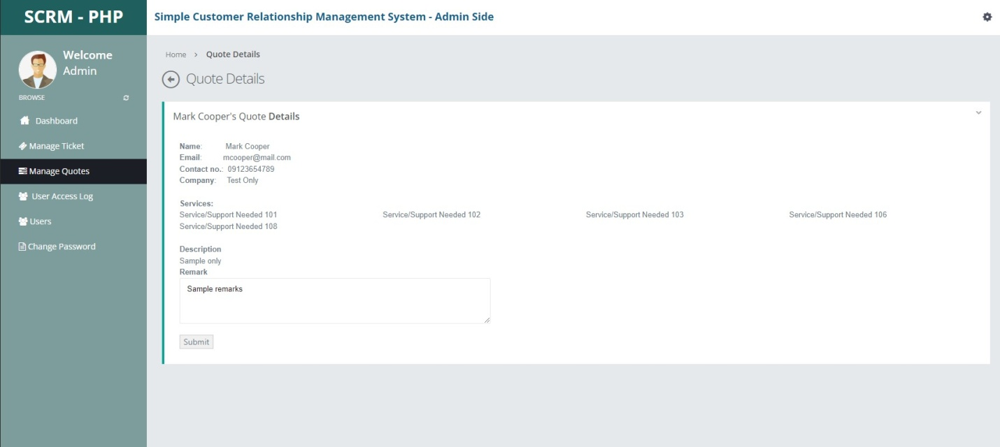 SCRM - PHP
Simple Customer Relationship Management System - Admin Side
Welcome
Admin
BROWSE
Dashboard
Manage Ticket
Manage Quotes
User Access Log
Users
Change Password
Home > Quote Details
Quote Details
Mark Cooper's Quote Details
Name: Mark Cooper
Email: mcooper@mail.com
Contact no.: 09123654789
Company: Test Only
Services:
Service/Support Needed 101 Service/Support Needed 102 Service/Support Needed 103 Service/Support Needed 106
Service/Support Needed 108
Description
Sample only
Remark
Sample remarks
Submit